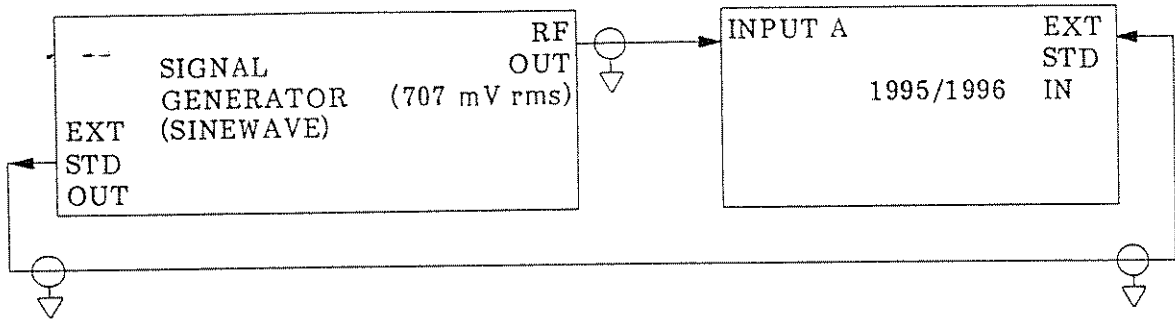 RF
OUT
SIGNAL
GENERATOR (707 mV rms)
(SINEWAVE)
EXT
STD
OUT
INPUT A
EXT
STD
IN
1995/1996